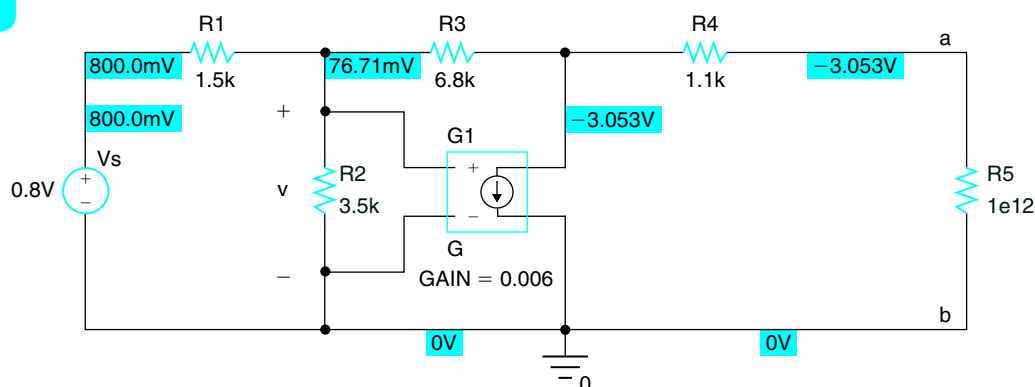 R1
R3
R4
a
800.0mV
76.71mV
−3.053V
1.5k
6.8k
1.1k
800.0mV
+
−3.053V
G1
Vs
+
R2
R5
+
0.8V
v
−
3.5k
−
1e12
G
−
GAIN = 0.006
b
0V
0V
0